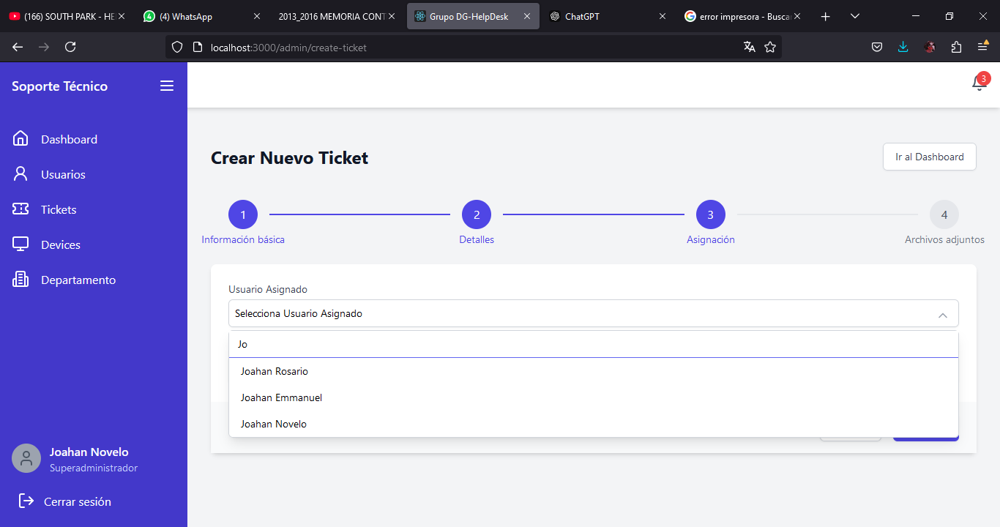 (166) SOUTH PARK - HE
(4) WhatsApp
2013_2016 MEMORIA CONT
Grupo DG-HelpDesk
ChatGPT
error impresora - Busca
localhost:3000/admin/create-ticket
Soporte Técnico
3
Dashboard
Usuarios
Tickets
Devices
Departamento
Joahan Novelo
Superadministrador
Cerrar sesión
Crear Nuevo Ticket
Ir al Dashboard
1
2
3
4
Información básica
Detalles
Asignación
Archivos adjuntos
Usuario Asignado
Selecciona Usuario Asignado
Jo
Joahan Rosario
Joahan Emmanuel
Joahan Novelo